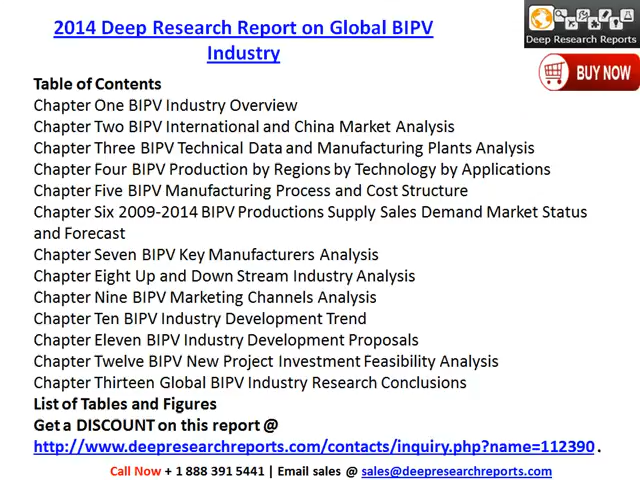 2014 Deep Research Report on Global BIPV
Industry
Deep Research Reports
BUY NOW
Table of Contents
Chapter One BIPV Industry Overview
Chapter Two BIPV International and China Market Analysis
Chapter Three BIPV Technical Data and Manufacturing Plants Analysis
Chapter Four BIPV Production by Regions by Technology by Applications
Chapter Five BIPV Manufacturing Process and Cost Structure
Chapter Six 2009-2014 BIPV Productions Supply Sales Demand Market Status
and Forecast
Chapter Seven BIPV Key Manufacturers Analysis
Chapter Eight Up and Down Stream Industry Analysis
Chapter Nine BIPV Marketing Channels Analysis
Chapter Ten BIPV Industry Development Trend
Chapter Eleven BIPV Industry Development Proposals
Chapter Twelve BIPV New Project Investment Feasibility Analysis
Chapter Thirteen Global BIPV Industry Research Conclusions
List of Tables and Figures
Get a DISCOUNT on this report @
http://www.deepresearchreports.com/contacts/inquiry.php?name=112390 .
Call Now + 1 888 391 5441 | Email sales @ sales@deepresearchreports.com